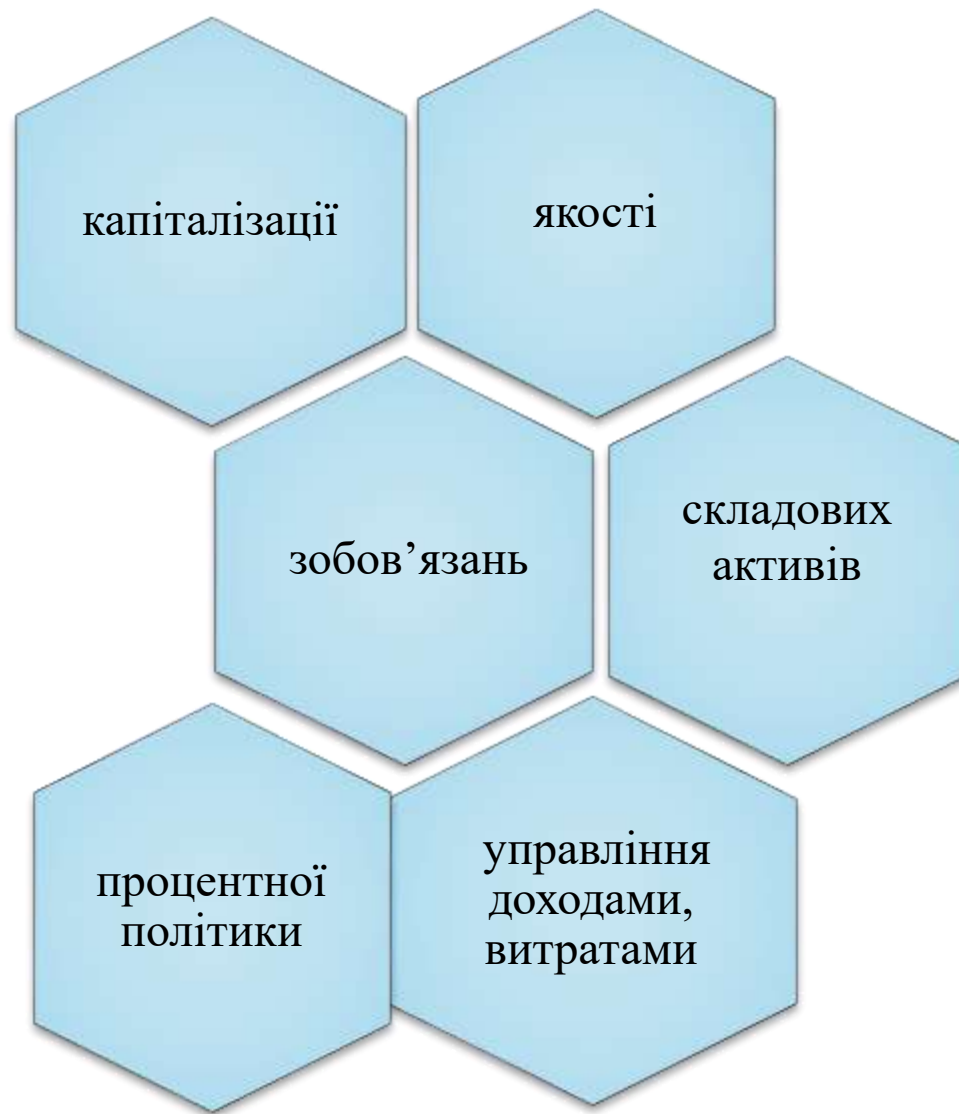 капіталізації
якості
зобов’язань
складових
активів
процентної
політики
управління
доходами,
витратами